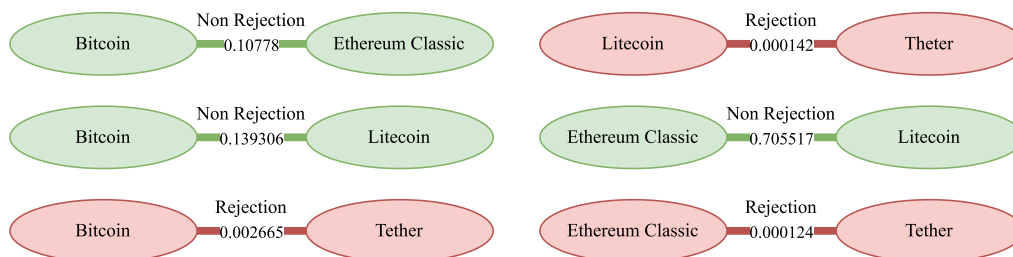 Non Rejection
Bitcoin 0.10778 Ethereum Classic
Rejection
Litecoin 0.000142 Theter
Non Rejection
Bitcoin 0.139306 Litecoin
Non Rejection
Ethereum Classic 0.705517 Litecoin
Rejection
Bitcoin 0.002665 Tether
Rejection
Ethereum Classic 0.000124 Tether